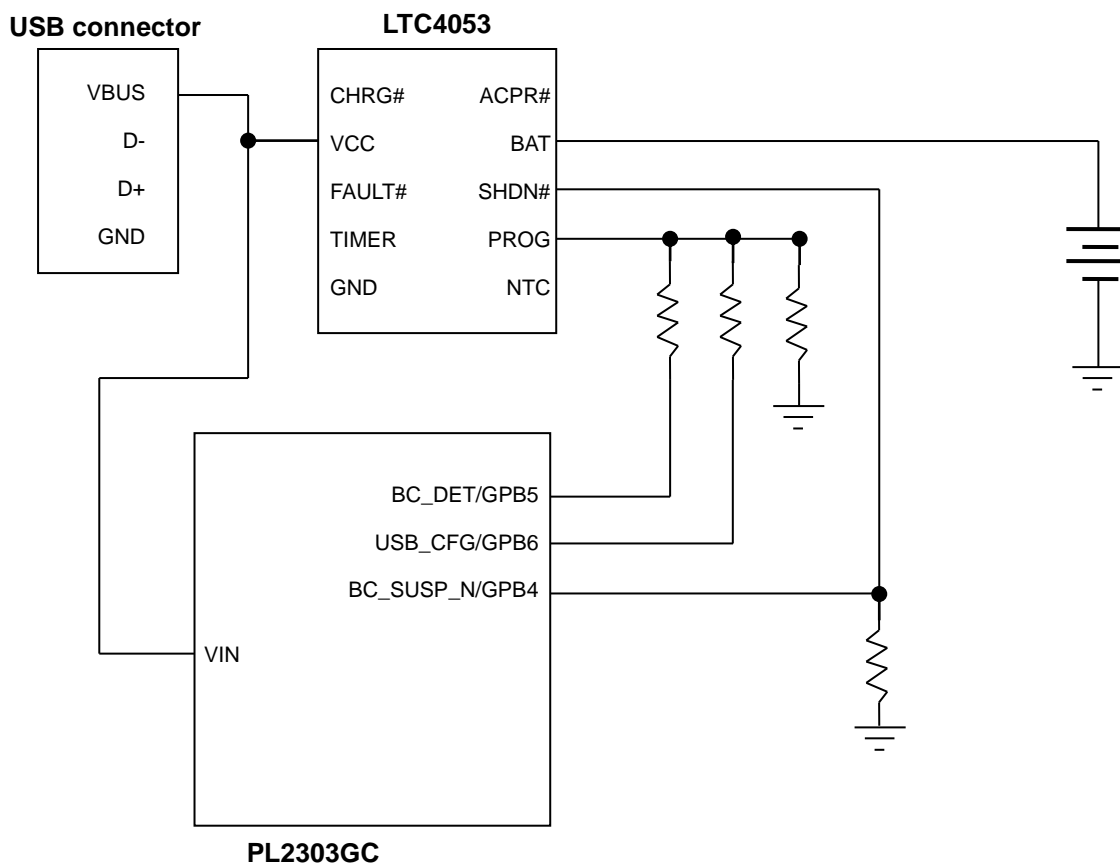 USB connector
LTC4053
VBUS
D-
D+
GND
CHRG#
VCC
FAULT#
TIMER
GND
ACPR#
BAT
SHDN#
PROG
NTC
BC_DET/GPB5
USB_CFG/GPB6
BC_SUSP_N/GPB4
VIN
PL2303GC